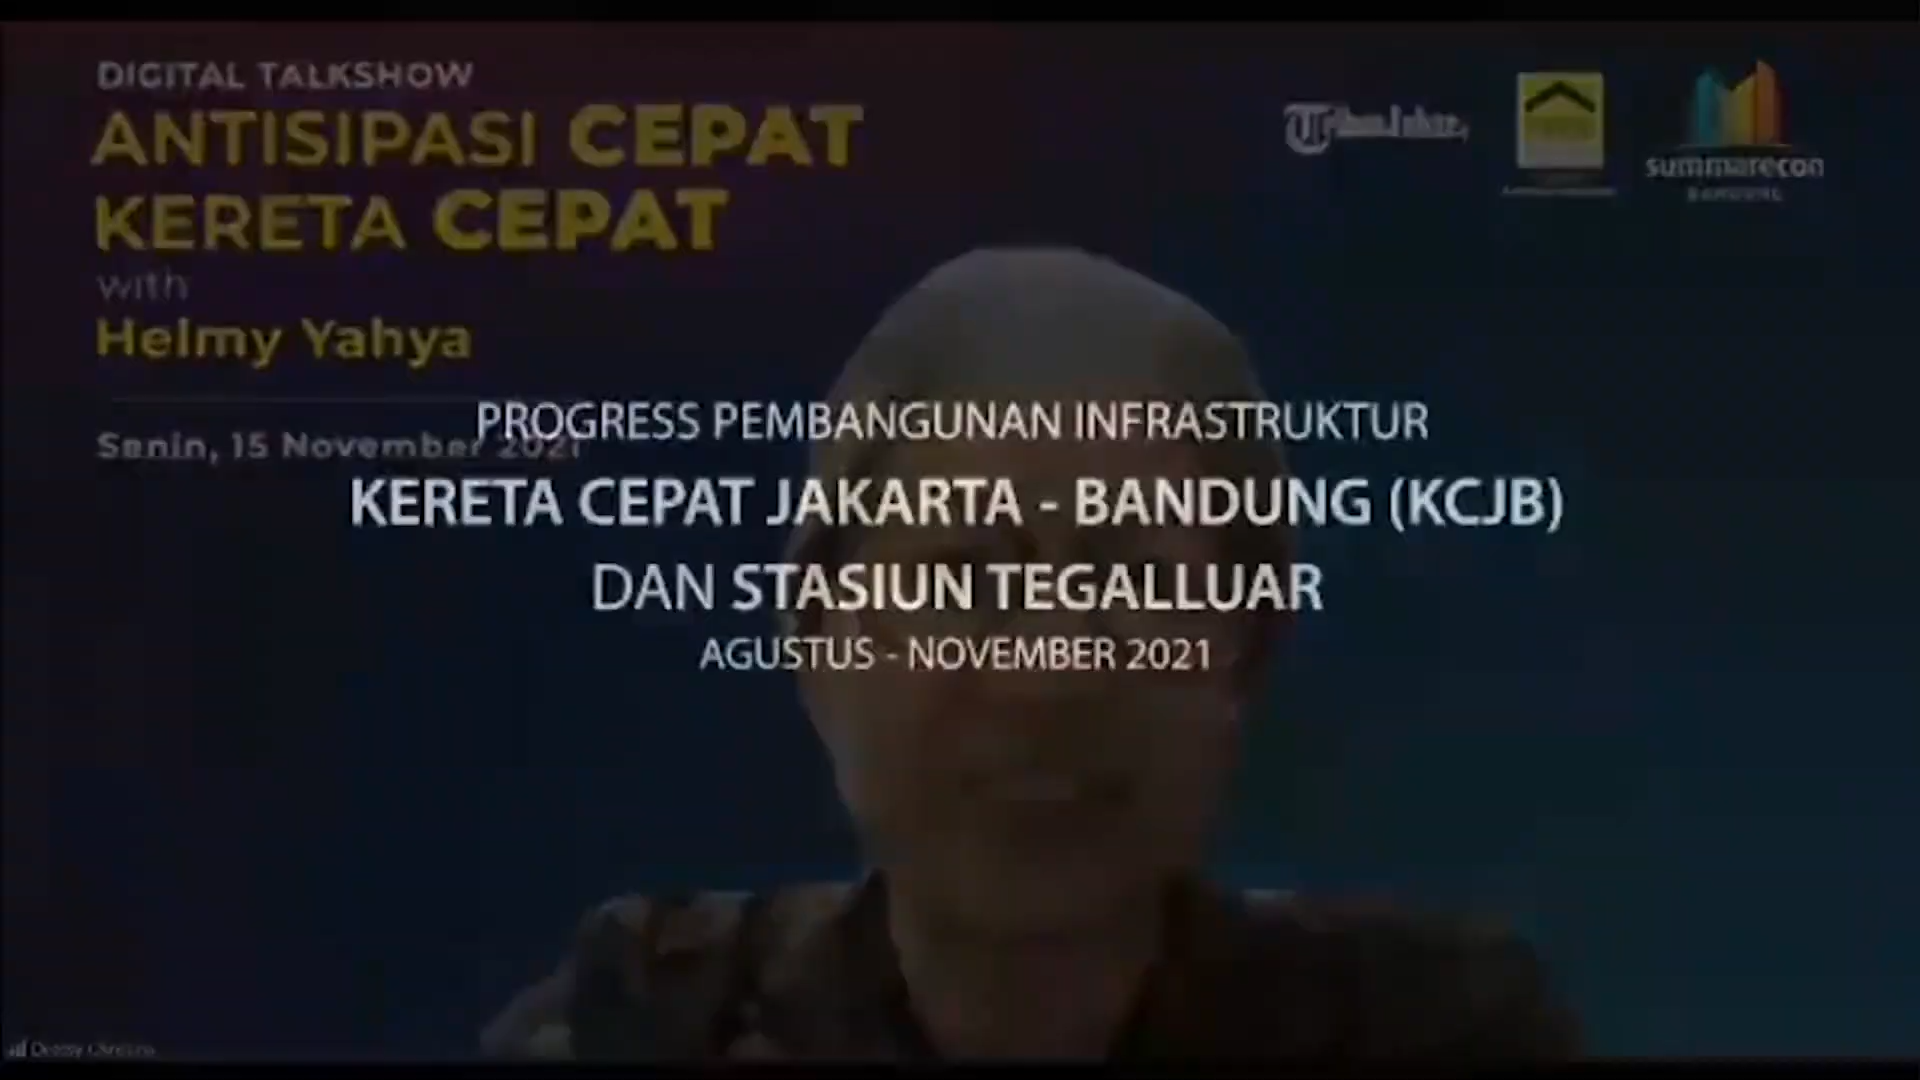 DIGITAL TALKSHOW
ANTISIPASI CEPAT
KERETA CEPAT
with
Helmy Yahya
Senin, 15 November 2021
summarecon
BANDUNG
PROGRESS PEMBANGUNAN INFRASTRUKTUR
KERETA CEPAT JAKARTA - BANDUNG (KCJB)
DAN STASIUN TEGALLUAR
AGUSTUS - NOVEMBER 2021